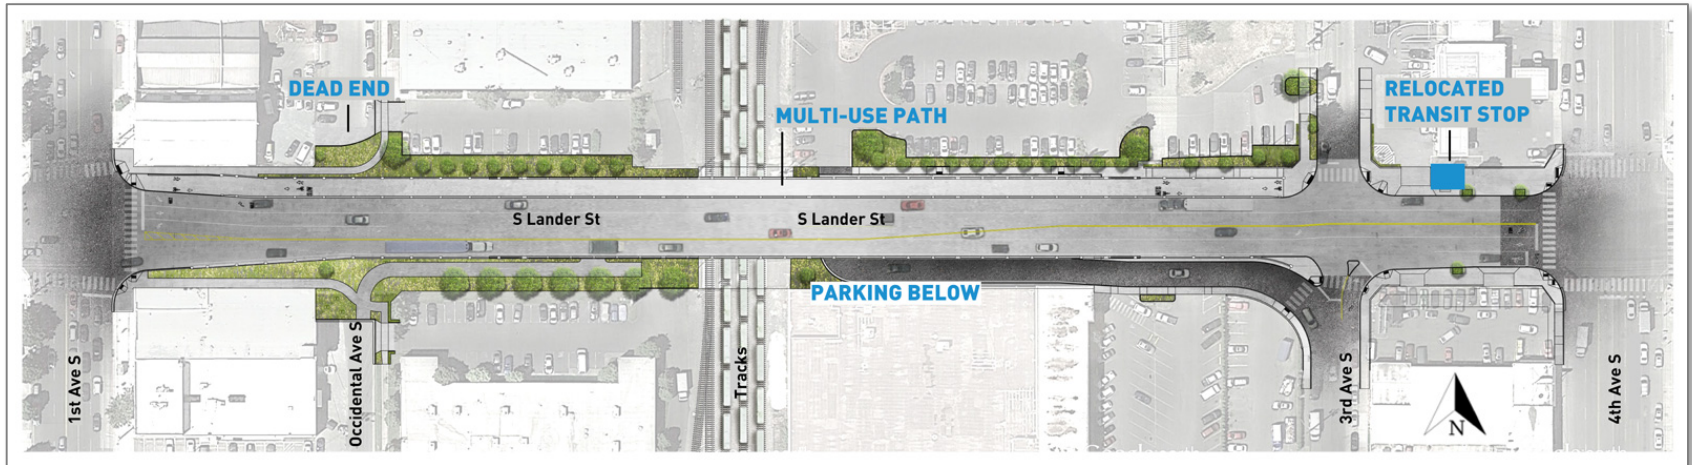 DEAD END
MULTI-USE PATH
RELOCATED
TRANSIT STOP
S Lander St
S Lander St
PARKING BELOW
1st Ave S
Occidental Ave S
Tracks
3rd Ave S
N
4th Ave S